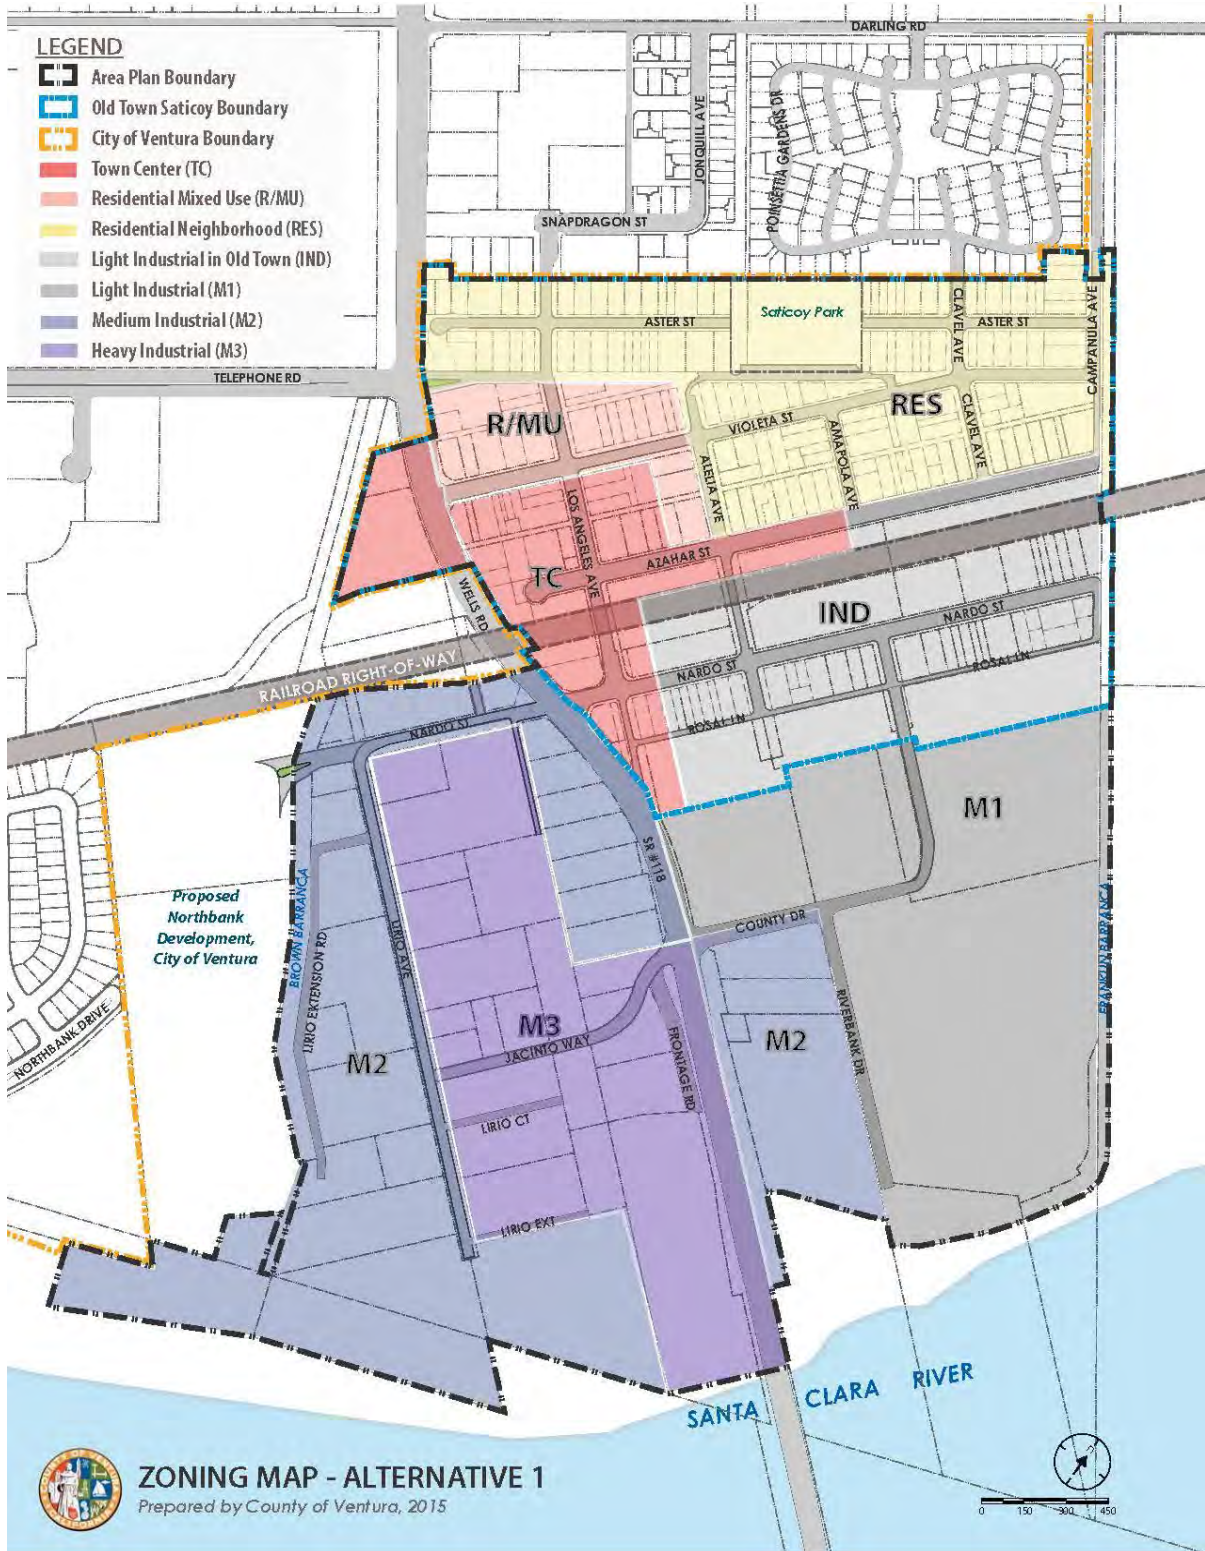 DARLING RD
LEGEND
Area Plan Boundary
Old Town Saticoy Boundary
City of Ventura Boundary
Town Center (TC)
Residential Mixed Use (R/MU)
Residential Neighborhood (RES)
Light Industrial in Old Town (IND)
Light Industrial (M1)
Medium Industrial (M2)
Heavy Industrial (M3)
JONQUILL AVE
POINSETTIA GARDENS DR
SNAPDRAGON ST
Saticoy Park
ASTER ST
CLAVEL AVE
ASTER ST
CAMPANULA AVE
TELEPHONE RD
R/MU
RES
VIOLETA ST
CLAVEL AVE
AMAPOLA AVE
ALELIA AVE
LOS ANGELES AVE
AZAHAR ST
TC
WELLS RD
IND
NARDO ST
RAILROAD RIGHT-OF-WAY
NARDO ST
ROSAL LN
ROSAL LN
NARDO ST
M1
SR #118
Proposed
Northbank
Development,
City of Ventura
BROWN BARRANCA
LIRIO EXTENSION RD
LIRIO AVE
COUNTY DR
FRANKLIN BARRANCA
RIVERBANK DR
NORTHBANK DRIVE
M3
M2
M2
JACINTO WAY
FRONTAGE RD
LIRIO CT
LIRIO EXT
SANTA CLARA RIVER
ZONING MAP - ALTERNATIVE 1
Prepared by County of Ventura, 2015
0 150 300 450